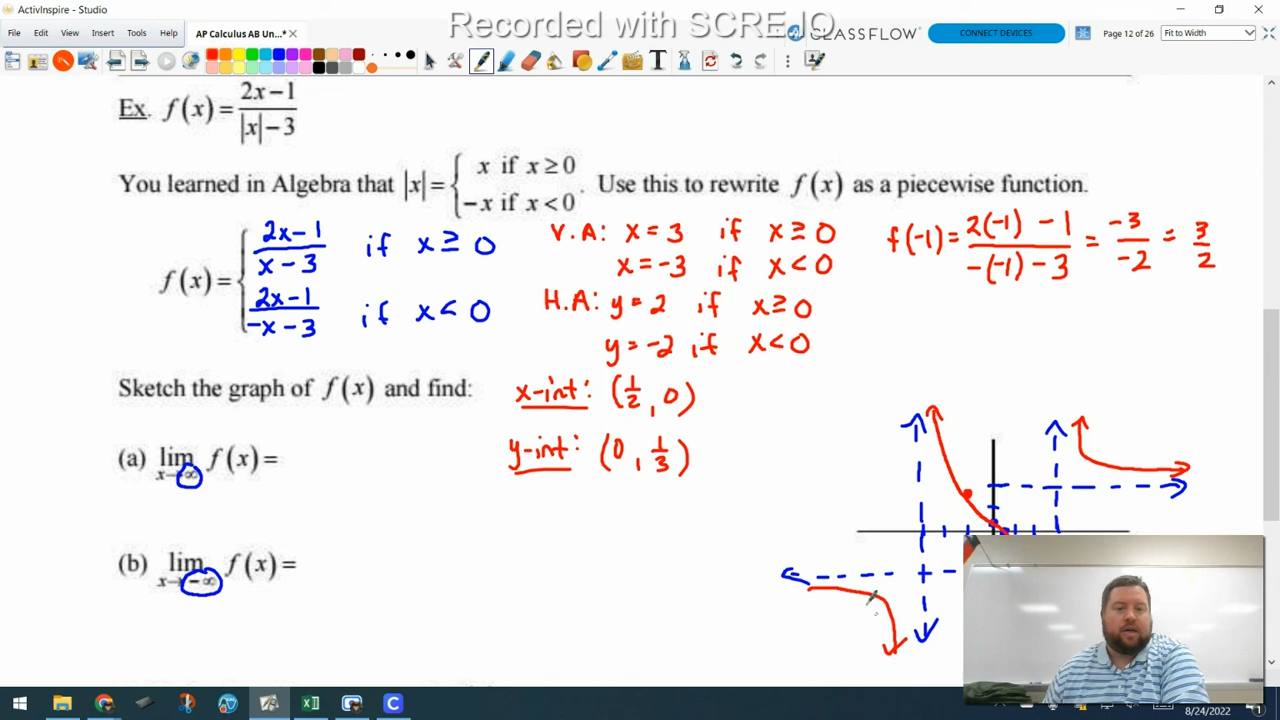 ActivInspire - Studio
Recorded with SCRE.IO
File Edit View Insert Tools Help
AP Calculus AB Un...*
CLASSFLOW
CONNECT DEVICES
Page 12 of 26
Fit to Width
Ex. f(x) = (2x-1)/(|x|-3)
You learned in Algebra that |x| = { x if x ≥ 0, -x if x < 0 . Use this to rewrite f(x) as a piecewise function.
f(x) = { (2x-1)/(x-3) if x ≥ 0
(2x-1)/(-x-3) if x < 0
V.A: x = 3 if x ≥ 0
x = -3 if x < 0
H.A: y = 2 if x ≥ 0
y = -2 if x < 0
f(-1) = (2(-1) - 1)/(-(-1) - 3) = -3/-2 = 3/2
Sketch the graph of f(x) and find:
x-int: (1/2, 0)
y-int: (0, 1/3)
(a) lim x→∞ f(x) =
(b) lim x→-∞ f(x) =
8/24/2022